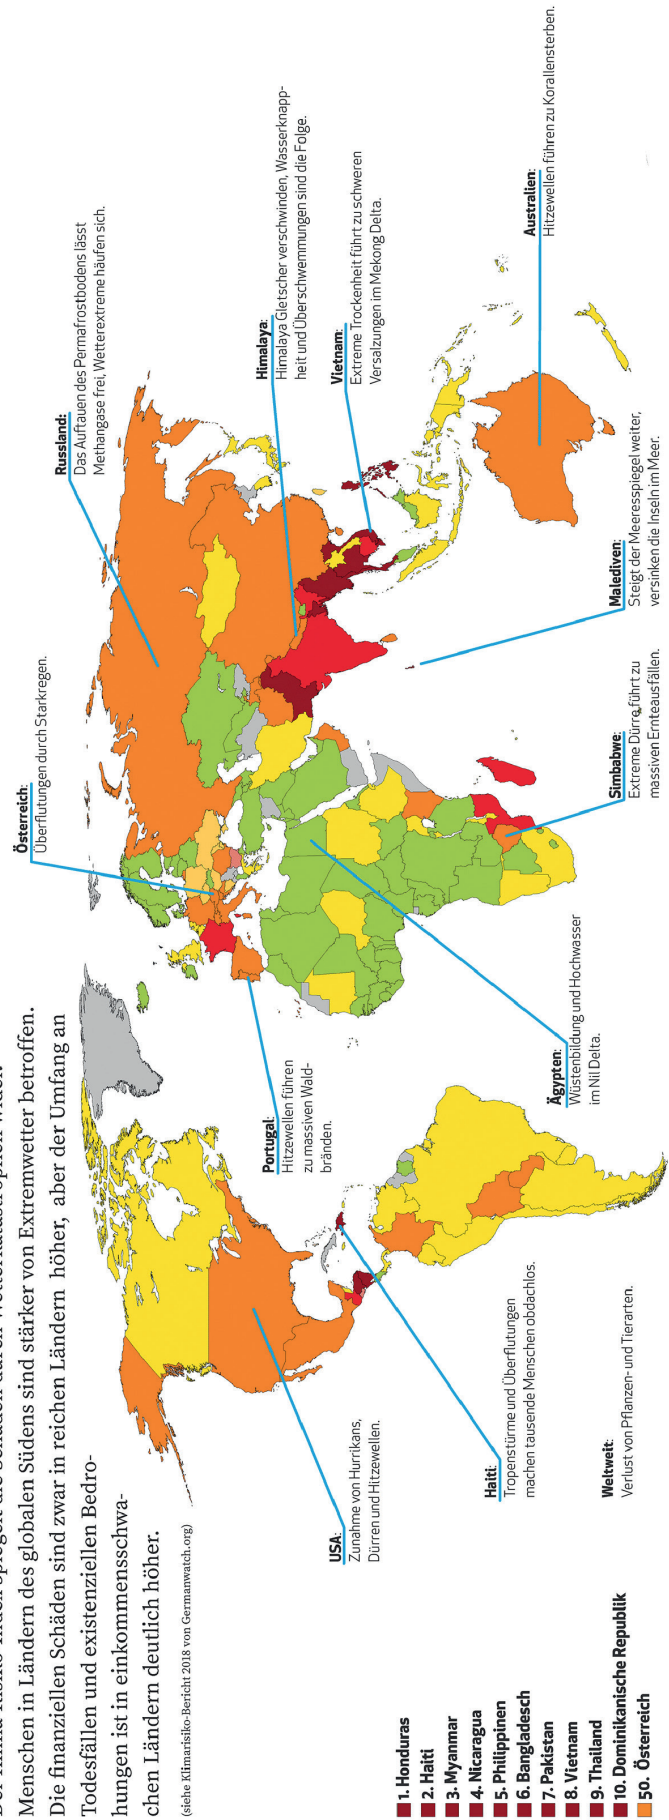 Menschen in Ländern des globalen Südens sind stärker von Extremwetter betroffen.
Die finanziellen Schäden sind zwar in reichen Ländern höher, aber der Umfang an
Todesfällen und existenziellen Bedro-
hungen ist in einkommensschwa-
chen Ländern deutlich höher.
(siehe Klimarisiko-Bericht 2018 von Germanwatch.org)
Österreich:
Überflutungen durch Starkregen.
Russland:
Das Auftauen des Permafrostbodens lässt
Methangase frei, Wetterextreme häufen sich.
Himalaya:
Himalaya Gletscher verschwinden, Wasserknapp-
heit und Überschwemmungen sind die Folge.
Vietnam:
Extreme Trockenheit führt zu schweren
Versalzungen im Mekong Delta.
Australien:
Hitzewellen führen zu Korallensterben.
Portugal:
Hitzewellen führen
zu massiven Wald-
bränden.
USA:
Zunahme von Hurrikans,
Dürren und Hitzewellen.
Haiti:
Tropenstürme und Überflutungen
machen tausende Menschen obdachlos.
Ägypten:
Wüstenbildung und Hochwasser
im Nil Delta.
Simbabwe:
Extreme Dürre führt zu
massiven Ernteausfällen.
Malediven:
Steigt der Meeresspiegel weiter,
versinken die Inseln im Meer.
Weltweit:
Verlust von Pflanzen- und Tierarten.
1. Honduras
2. Haiti
3. Myanmar
4. Nicaragua
5. Philippinen
6. Bangladesch
7. Pakistan
8. Vietnam
9. Thailand
10. Dominikanische Republik
50. Österreich